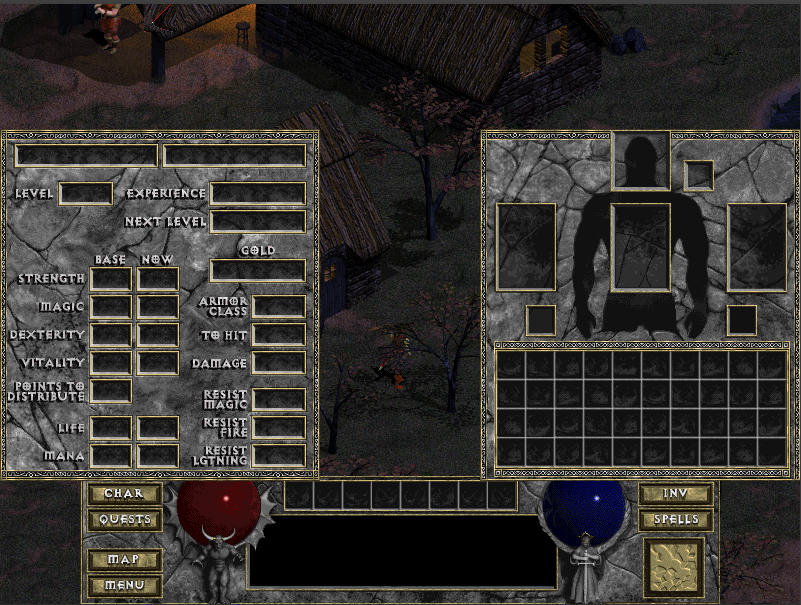 LEVEL
EXPERIENCE
NEXT LEVEL
GOLD
BASE NOW
STRENGTH
MAGIC
ARMOR
CLASS
DEXTERITY
TO HIT
VITALITY
DAMAGE
POINTS TO
DISTRIBUTE
RESIST
MAGIC
LIFE
RESIST
FIRE
MANA
RESIST
LGTNING
CHAR
QUESTS
MAP
MENU
INV
SPELLS